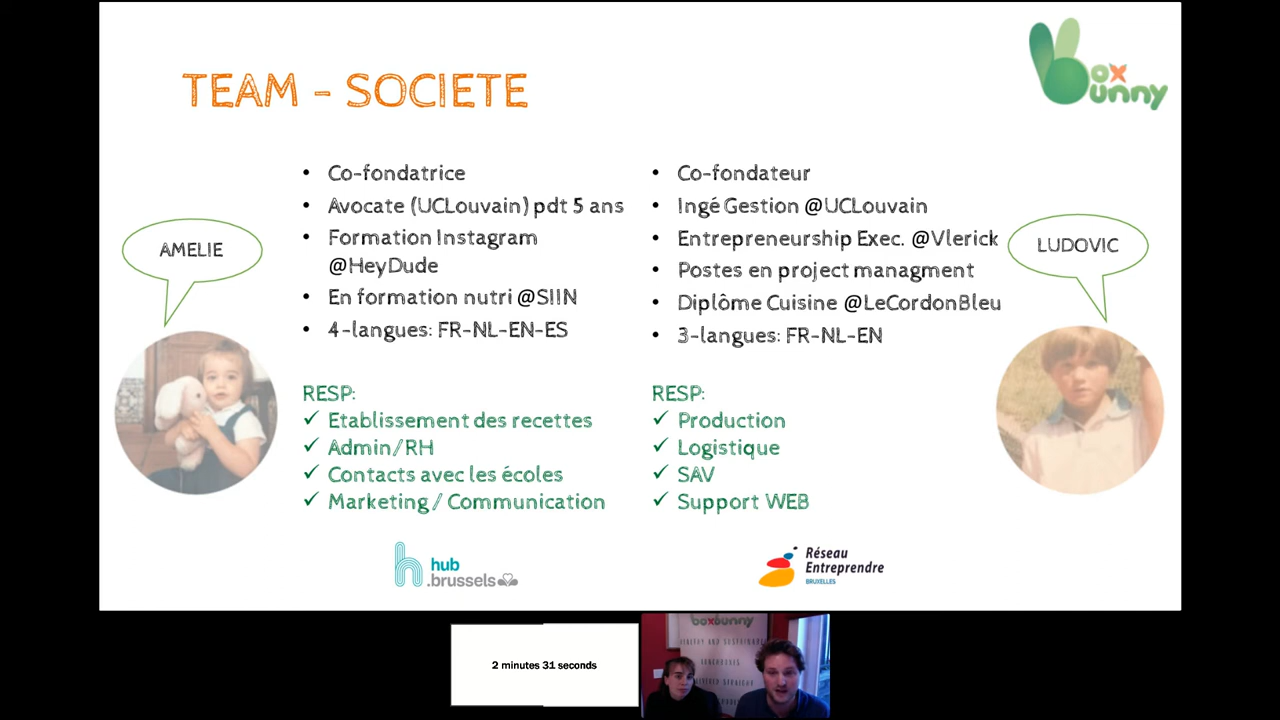 TEAM - SOCIETE
box
bunny
AMELIE
• Co-fondatrice
• Avocate (UCLouvain) pdt 5 ans
• Formation Instagram
@HeyDude
• En formation nutri @SIIN
• 4-langues: FR-NL-EN-ES
RESP:
✓ Etablissement des recettes
✓ Admin/RH
✓ Contacts avec les écoles
✓ Marketing / Communication
• Co-fondateur
• Ingé Gestion @UCLouvain
• Entrepreneurship Exec. @Vlerick
• Postes en project managment
• Diplôme Cuisine @LeCordonBleu
• 3-langues: FR-NL-EN
RESP:
✓ Production
✓ Logistique
✓ SAV
✓ Support WEB
LUDOVIC
hub
.brussels
Réseau
Entreprendre
BRUXELLES
2 minutes 31 seconds
boxbunny
LUNCHBOXES